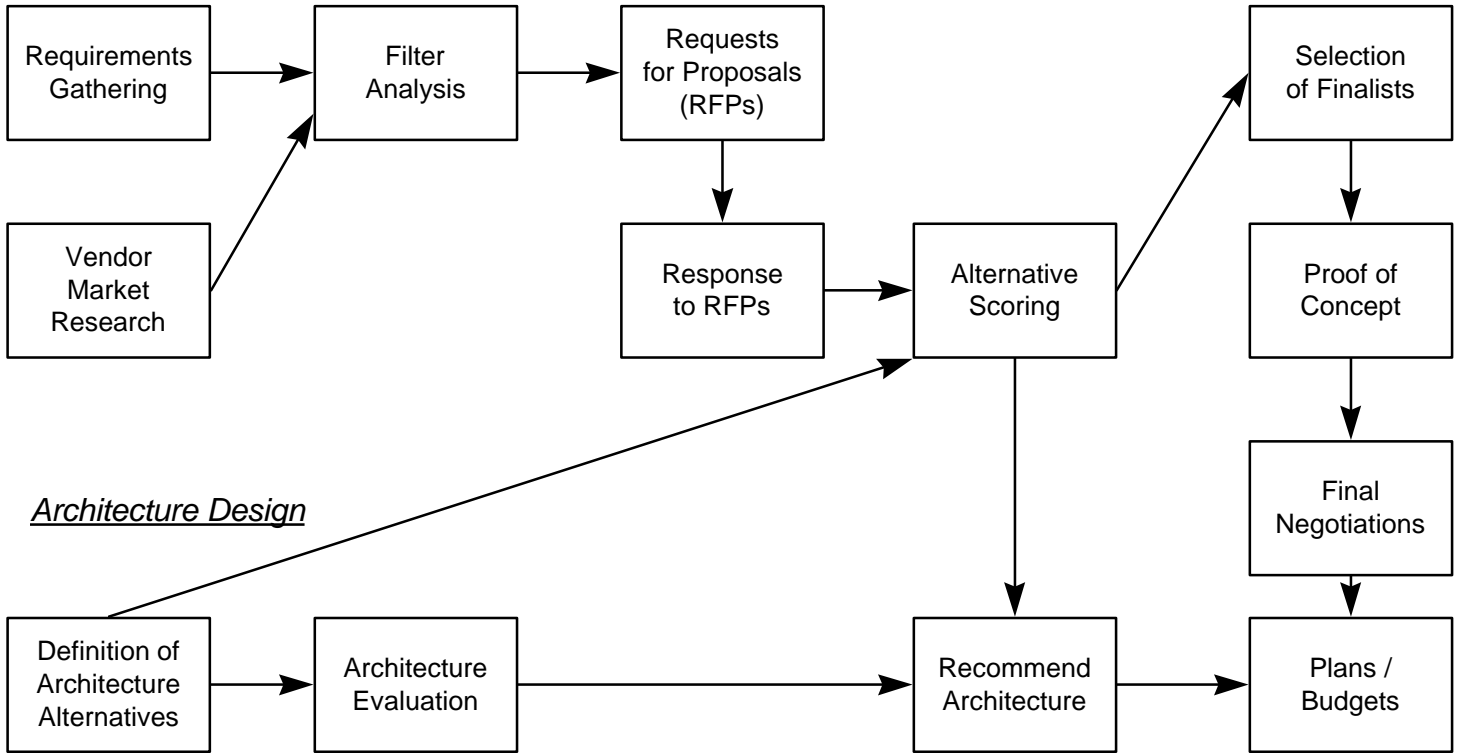 Requirements
Gathering
Filter
Analysis
Requests
for Proposals
(RFPs)
Selection
of Finalists
Vendor
Market
Research
Response
to RFPs
Alternative
Scoring
Proof of
Concept
Final
Negotiations
Architecture Design
Definition of
Architecture
Alternatives
Architecture
Evaluation
Recommend
Architecture
Plans /
Budgets